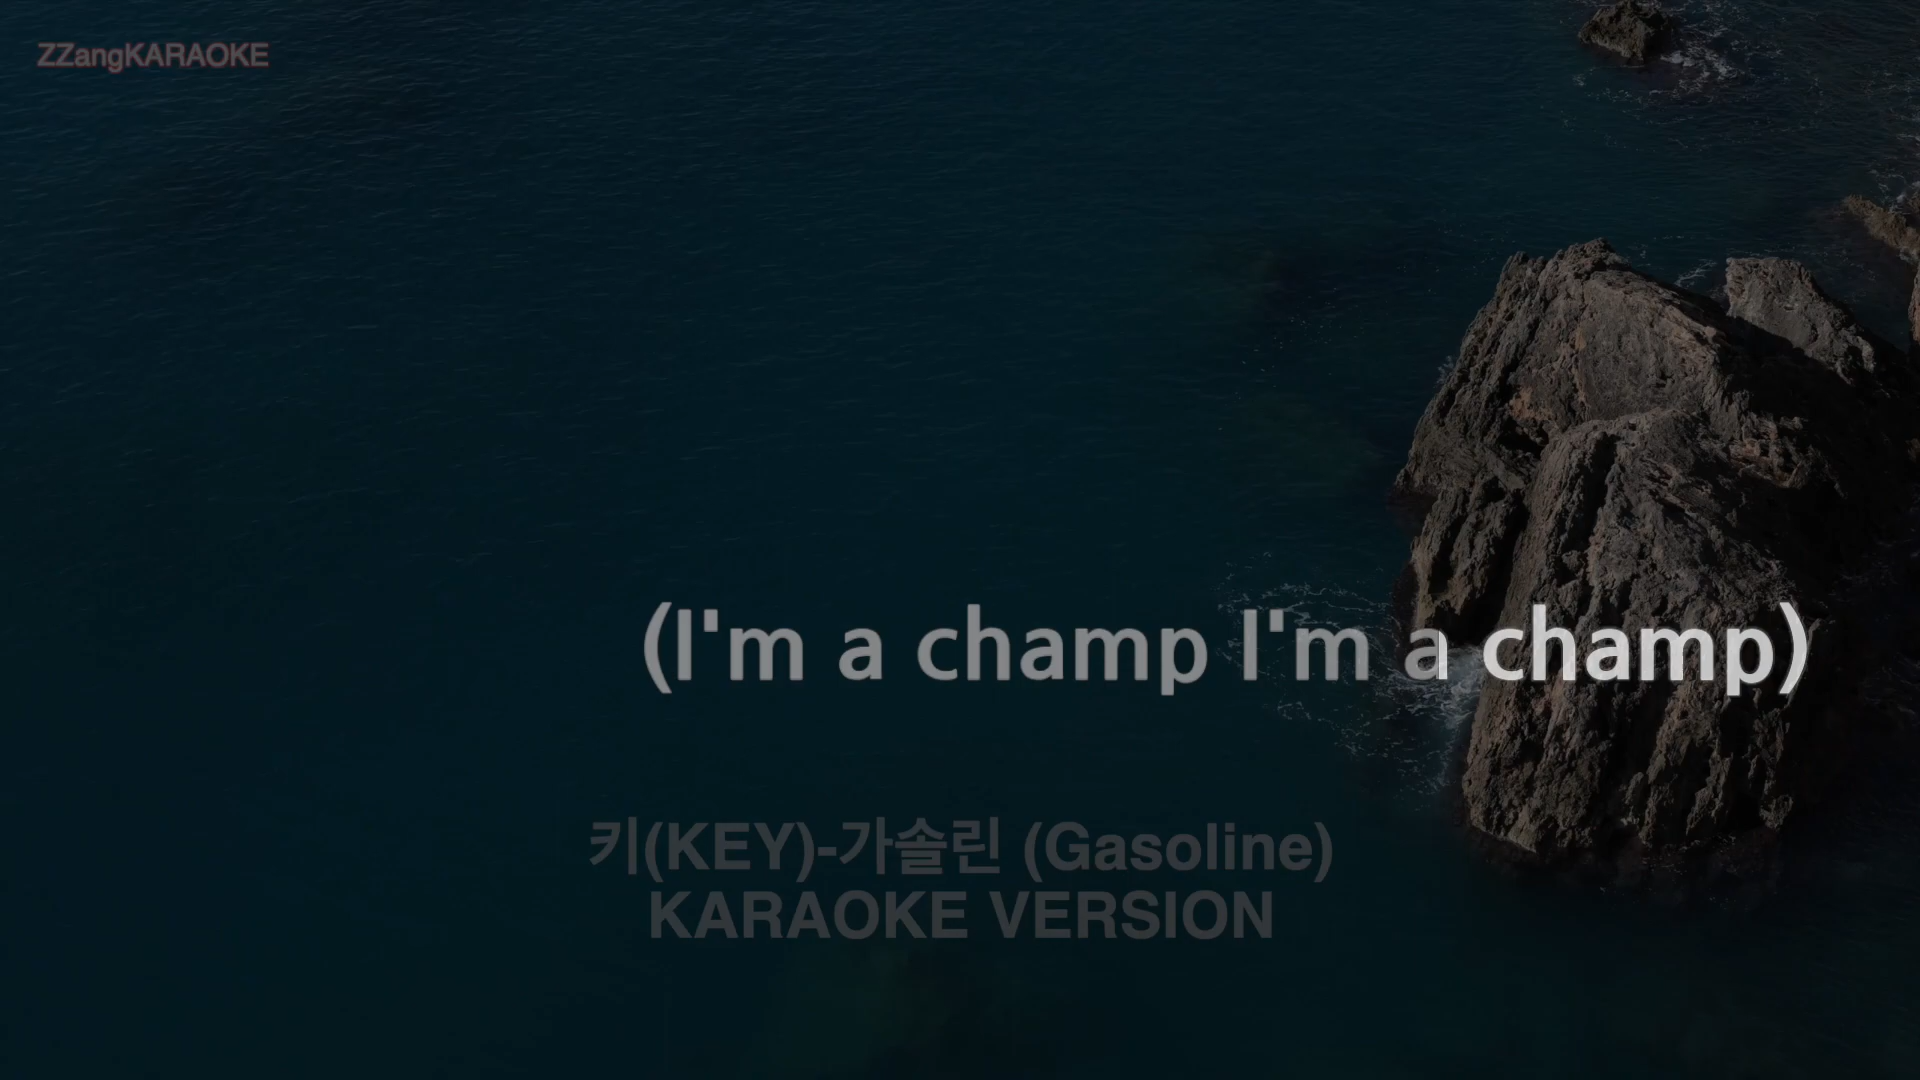 ZZangKARAOKE
(I'm a champ I'm a champ)
키(KEY)-가솔린 (Gasoline)
KARAOKE VERSION